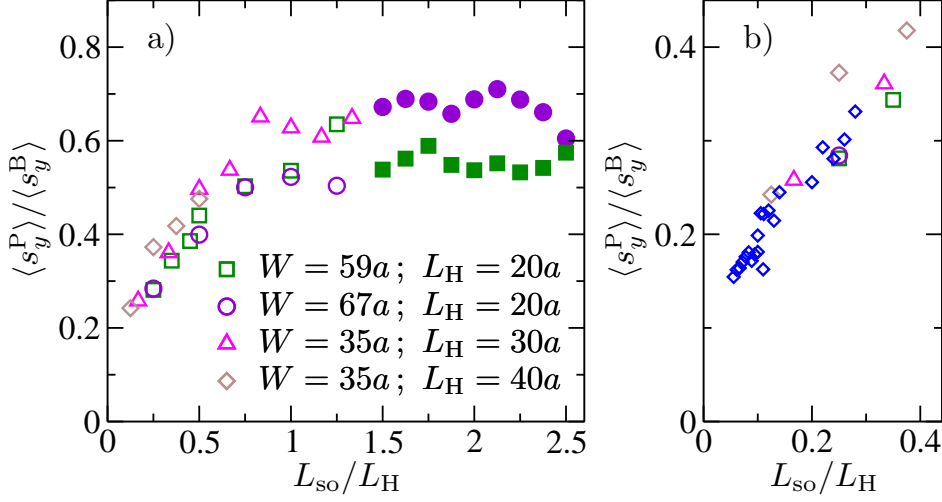 a)
0.8
0.6
0.4
0.2
0
⟨s_y^P⟩/⟨s_y^B⟩
W = 59a ; L_H = 20a
W = 67a ; L_H = 20a
W = 35a ; L_H = 30a
W = 35a ; L_H = 40a
0 0.5 1 1.5 2 2.5
L_so/L_H
b)
0.4
0.2
0
⟨s_y^P⟩/⟨s_y^B⟩
0 0.2 0.4
L_so/L_H